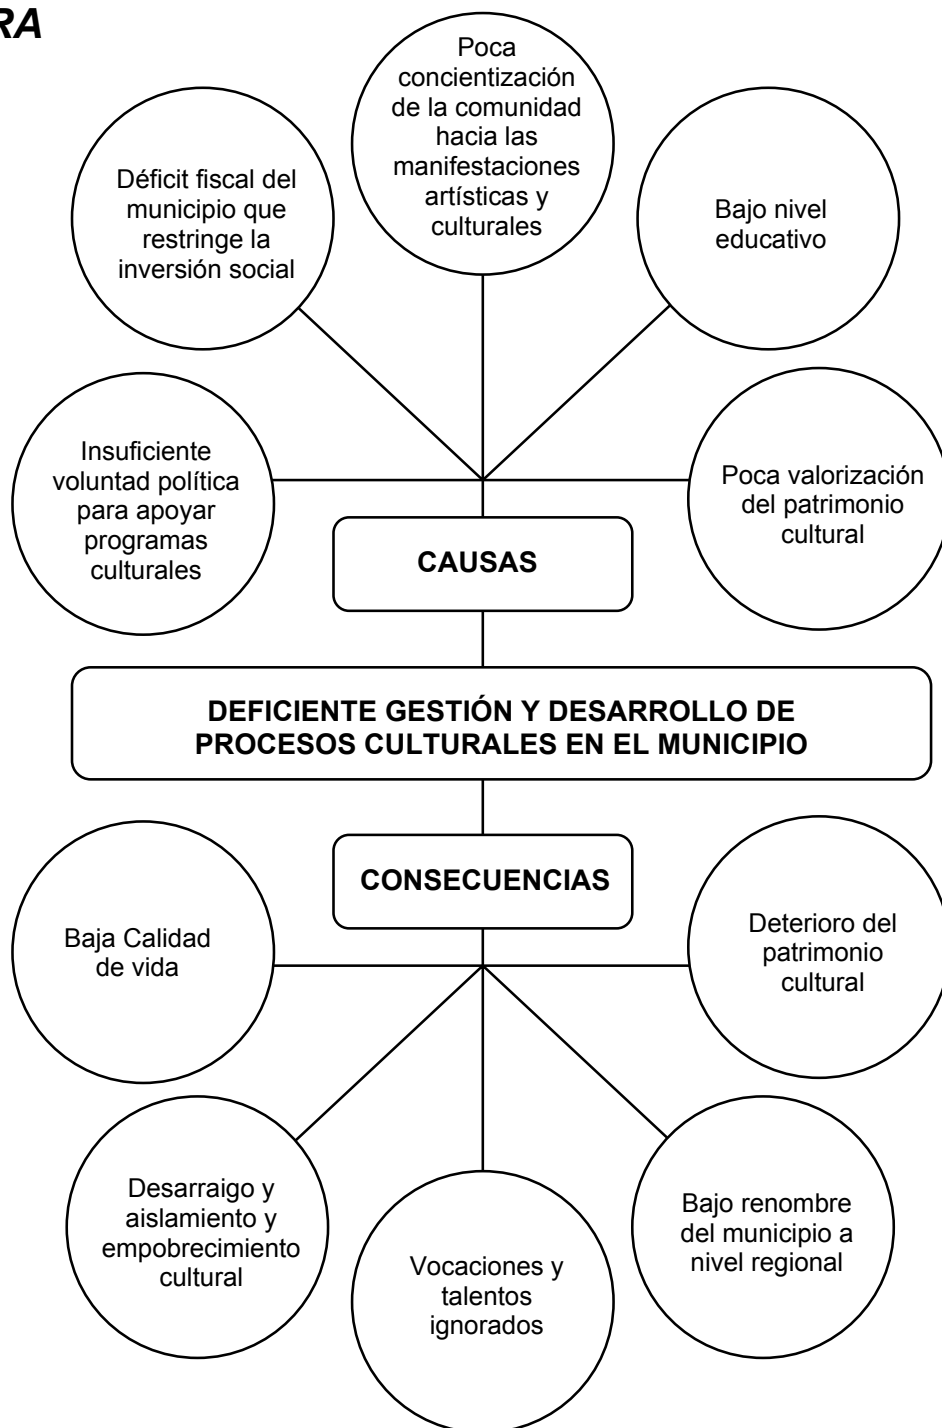 RA
Poca
concientización
de la comunidad
hacia las
manifestaciones
artísticas y
culturales
Déficit fiscal del
municipio que
restringe la
inversión social
Bajo nivel
educativo
Insuficiente
voluntad política
para apoyar
programas
culturales
Poca valorización
del patrimonio
cultural
CAUSAS
DEFICIENTE GESTIÓN Y DESARROLLO DE
PROCESOS CULTURALES EN EL MUNICIPIO
CONSECUENCIAS
Baja Calidad
de vida
Deterioro del
patrimonio
cultural
Desarraigo y
aislamiento y
empobrecimiento
cultural
Vocaciones y
talentos
ignorados
Bajo renombre
del municipio a
nivel regional